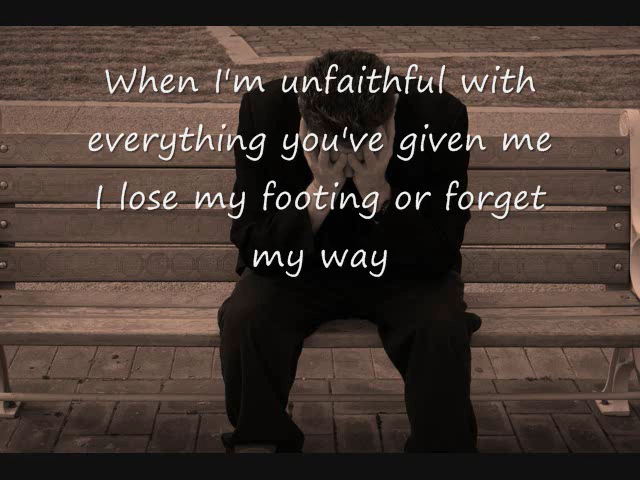 When I'm unfaithful with
everything you've given me
I lose my footing or forget
my way